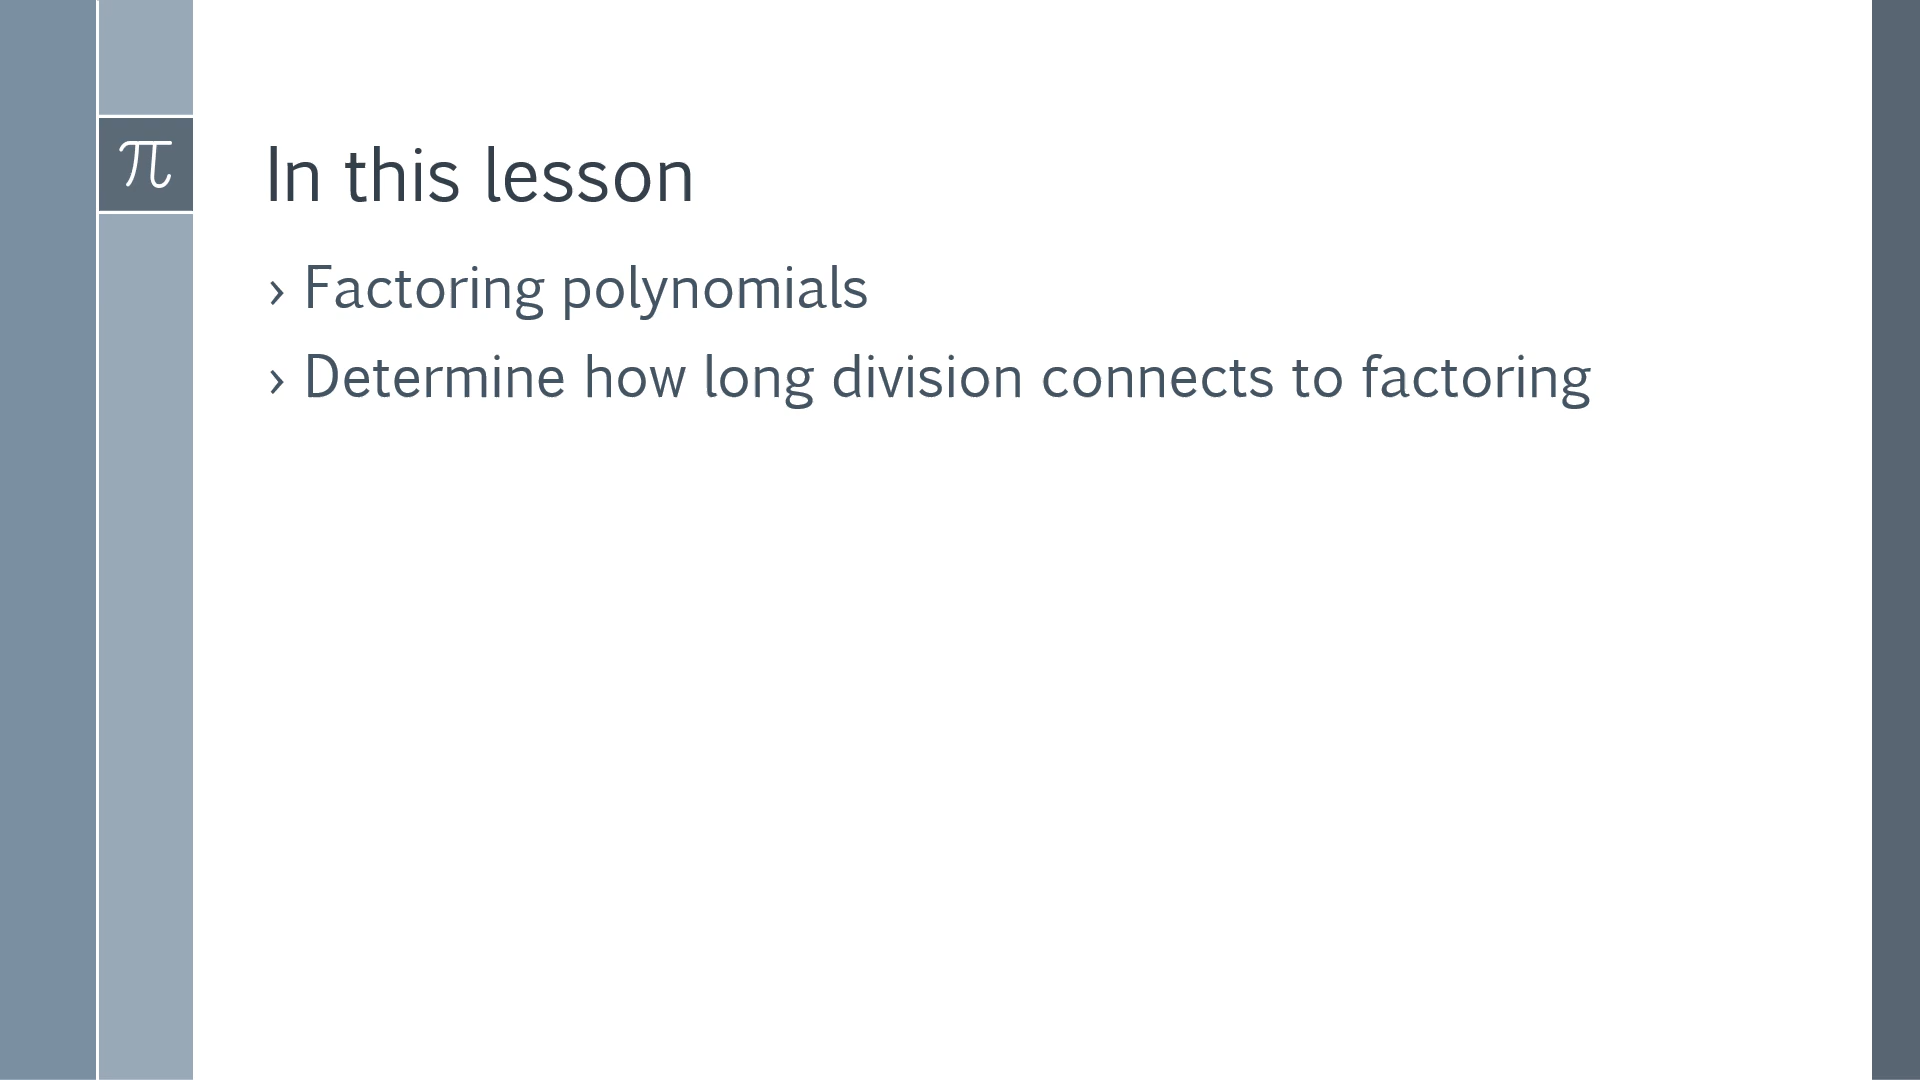 π
In this lesson
› Factoring polynomials
› Determine how long division connects to factoring